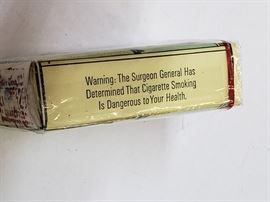 Warning: The Surgeon General Has
Determined That Cigarette Smoking
Is Dangerous to Your Health.